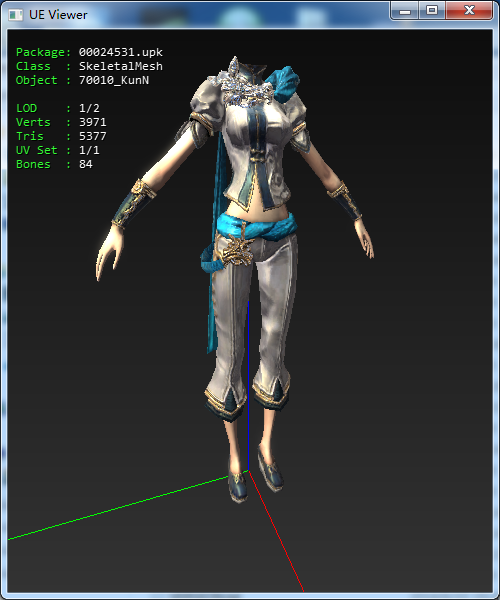 UE Viewer
Package: 00024531.upk
Class : SkeletalMesh
Object : 70010_KunN
LOD : 1/2
Verts : 3971
Tris : 5377
UV Set : 1/1
Bones : 84